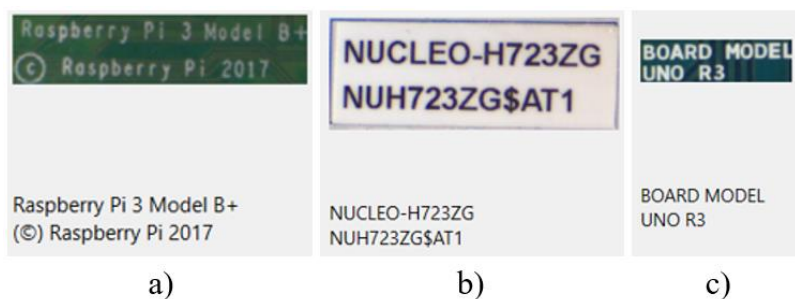 Raspberry Pi 3 Model B+
© Raspberry Pi 2017
Raspberry Pi 3 Model B+
(©) Raspberry Pi 2017
a)
NUCLEO-H723ZG
NUH723ZG$AT1
NUCLEO-H723ZG
NUH723ZG$AT1
b)
BOARD MODEL
UNO R3
BOARD MODEL
UNO R3
c)